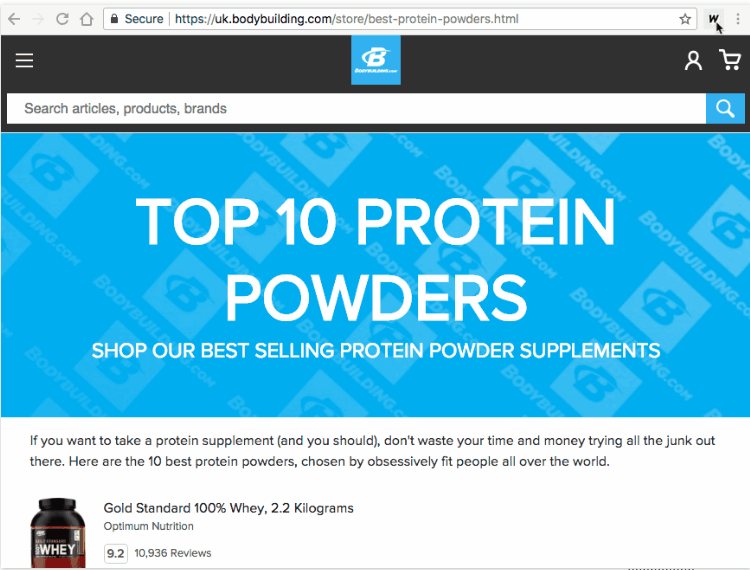 Secure https://uk.bodybuilding.com/store/best-protein-powders.html
W
BODYBUILDING.com
Search articles, products, brands
TOP 10 PROTEIN
POWDERS
SHOP OUR BEST SELLING PROTEIN POWDER SUPPLEMENTS
If you want to take a protein supplement (and you should), don't waste your time and money trying all the junk out
there. Here are the 10 best protein powders, chosen by obsessively fit people all over the world.
Gold Standard 100% Whey, 2.2 Kilograms
Optimum Nutrition
9.2 10,936 Reviews
WHEY